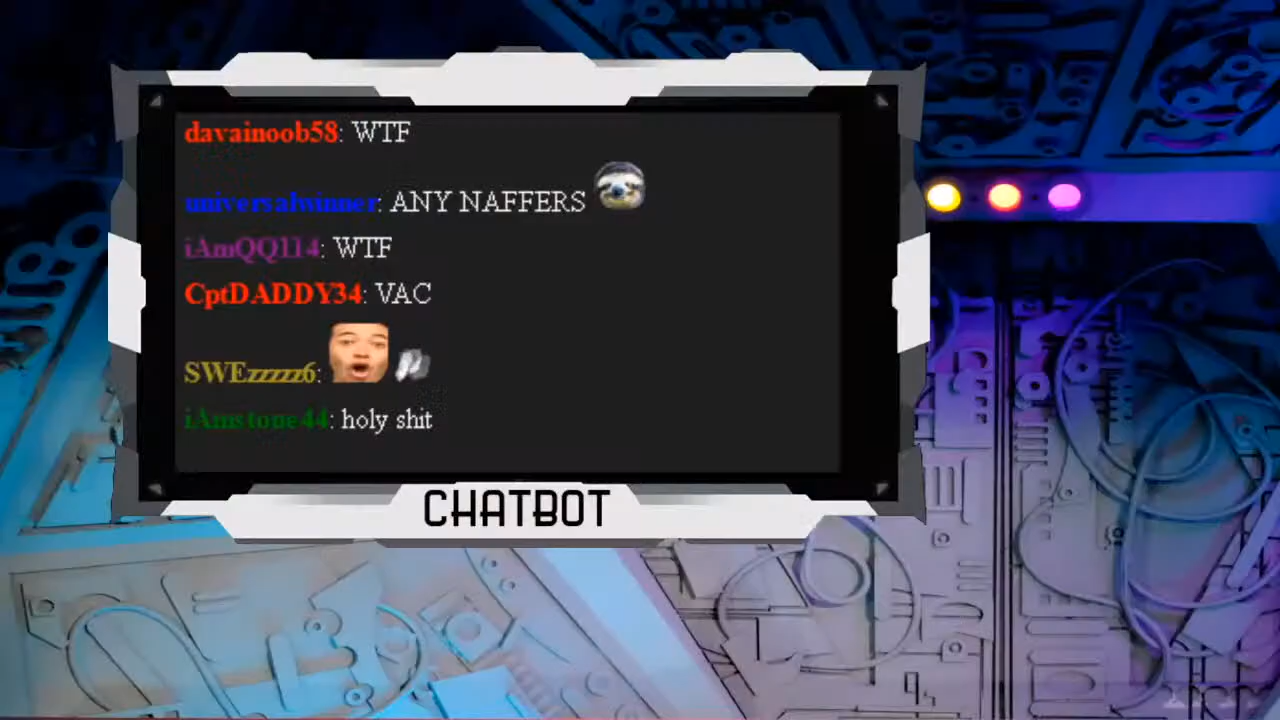 davainoob58: WTF
universalwinner: ANY NAFFERS
iAmQQ114: WTF
CptDADDY34: VAC
SWEzzzzz6:
iAmstone44: holy shit
CHATBOT